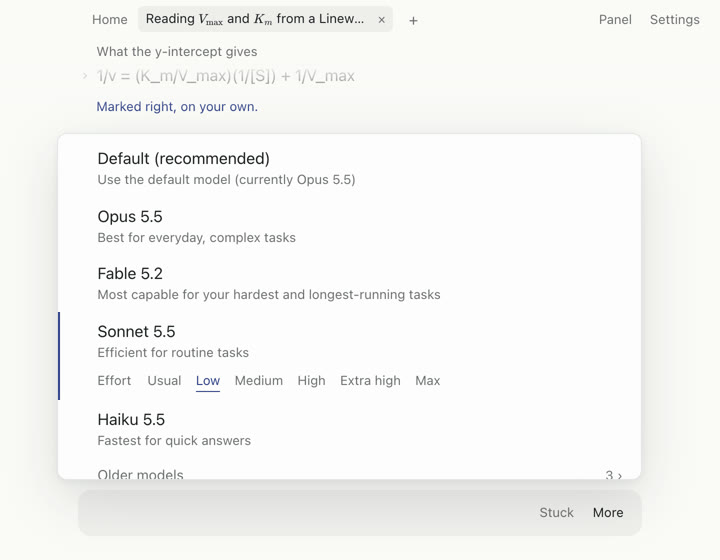 Home
Reading V_max and K_m from a Linew... ×
+
Panel
Settings
What the y-intercept gives
› 1/v = (K_m/V_max)(1/[S]) + 1/V_max
Marked right, on your own.
Default (recommended)
Use the default model (currently Opus 5.5)
Opus 5.5
Best for everyday, complex tasks
Fable 5.2
Most capable for your hardest and longest-running tasks
Sonnet 5.5
Efficient for routine tasks
Effort Usual Low Medium High Extra high Max
Haiku 5.5
Fastest for quick answers
Older models 3 ›
Stuck More